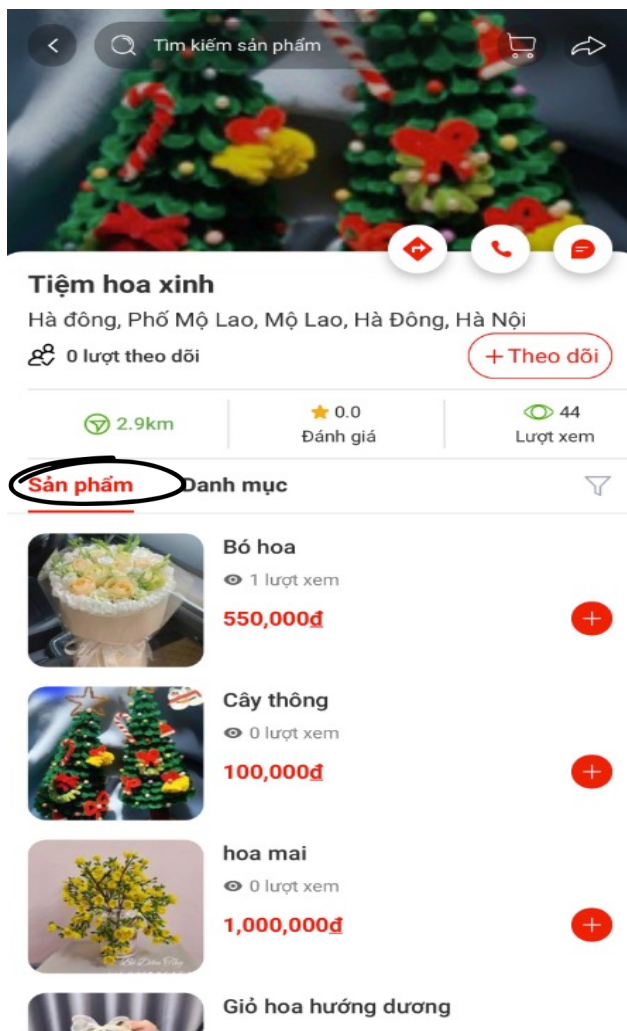 Tìm kiếm sản phẩm
Tiệm hoa xinh
Hà đông, Phố Mộ Lao, Mộ Lao, Hà Đông, Hà Nội
0 lượt theo dõi
+ Theo dõi
2.9km
0.0
Đánh giá
44
Lượt xem
Sản phẩm
Danh mục
Bó hoa
1 lượt xem
550,000đ
Cây thông
0 lượt xem
100,000đ
hoa mai
0 lượt xem
1,000,000đ
Giỏ hoa hướng dương